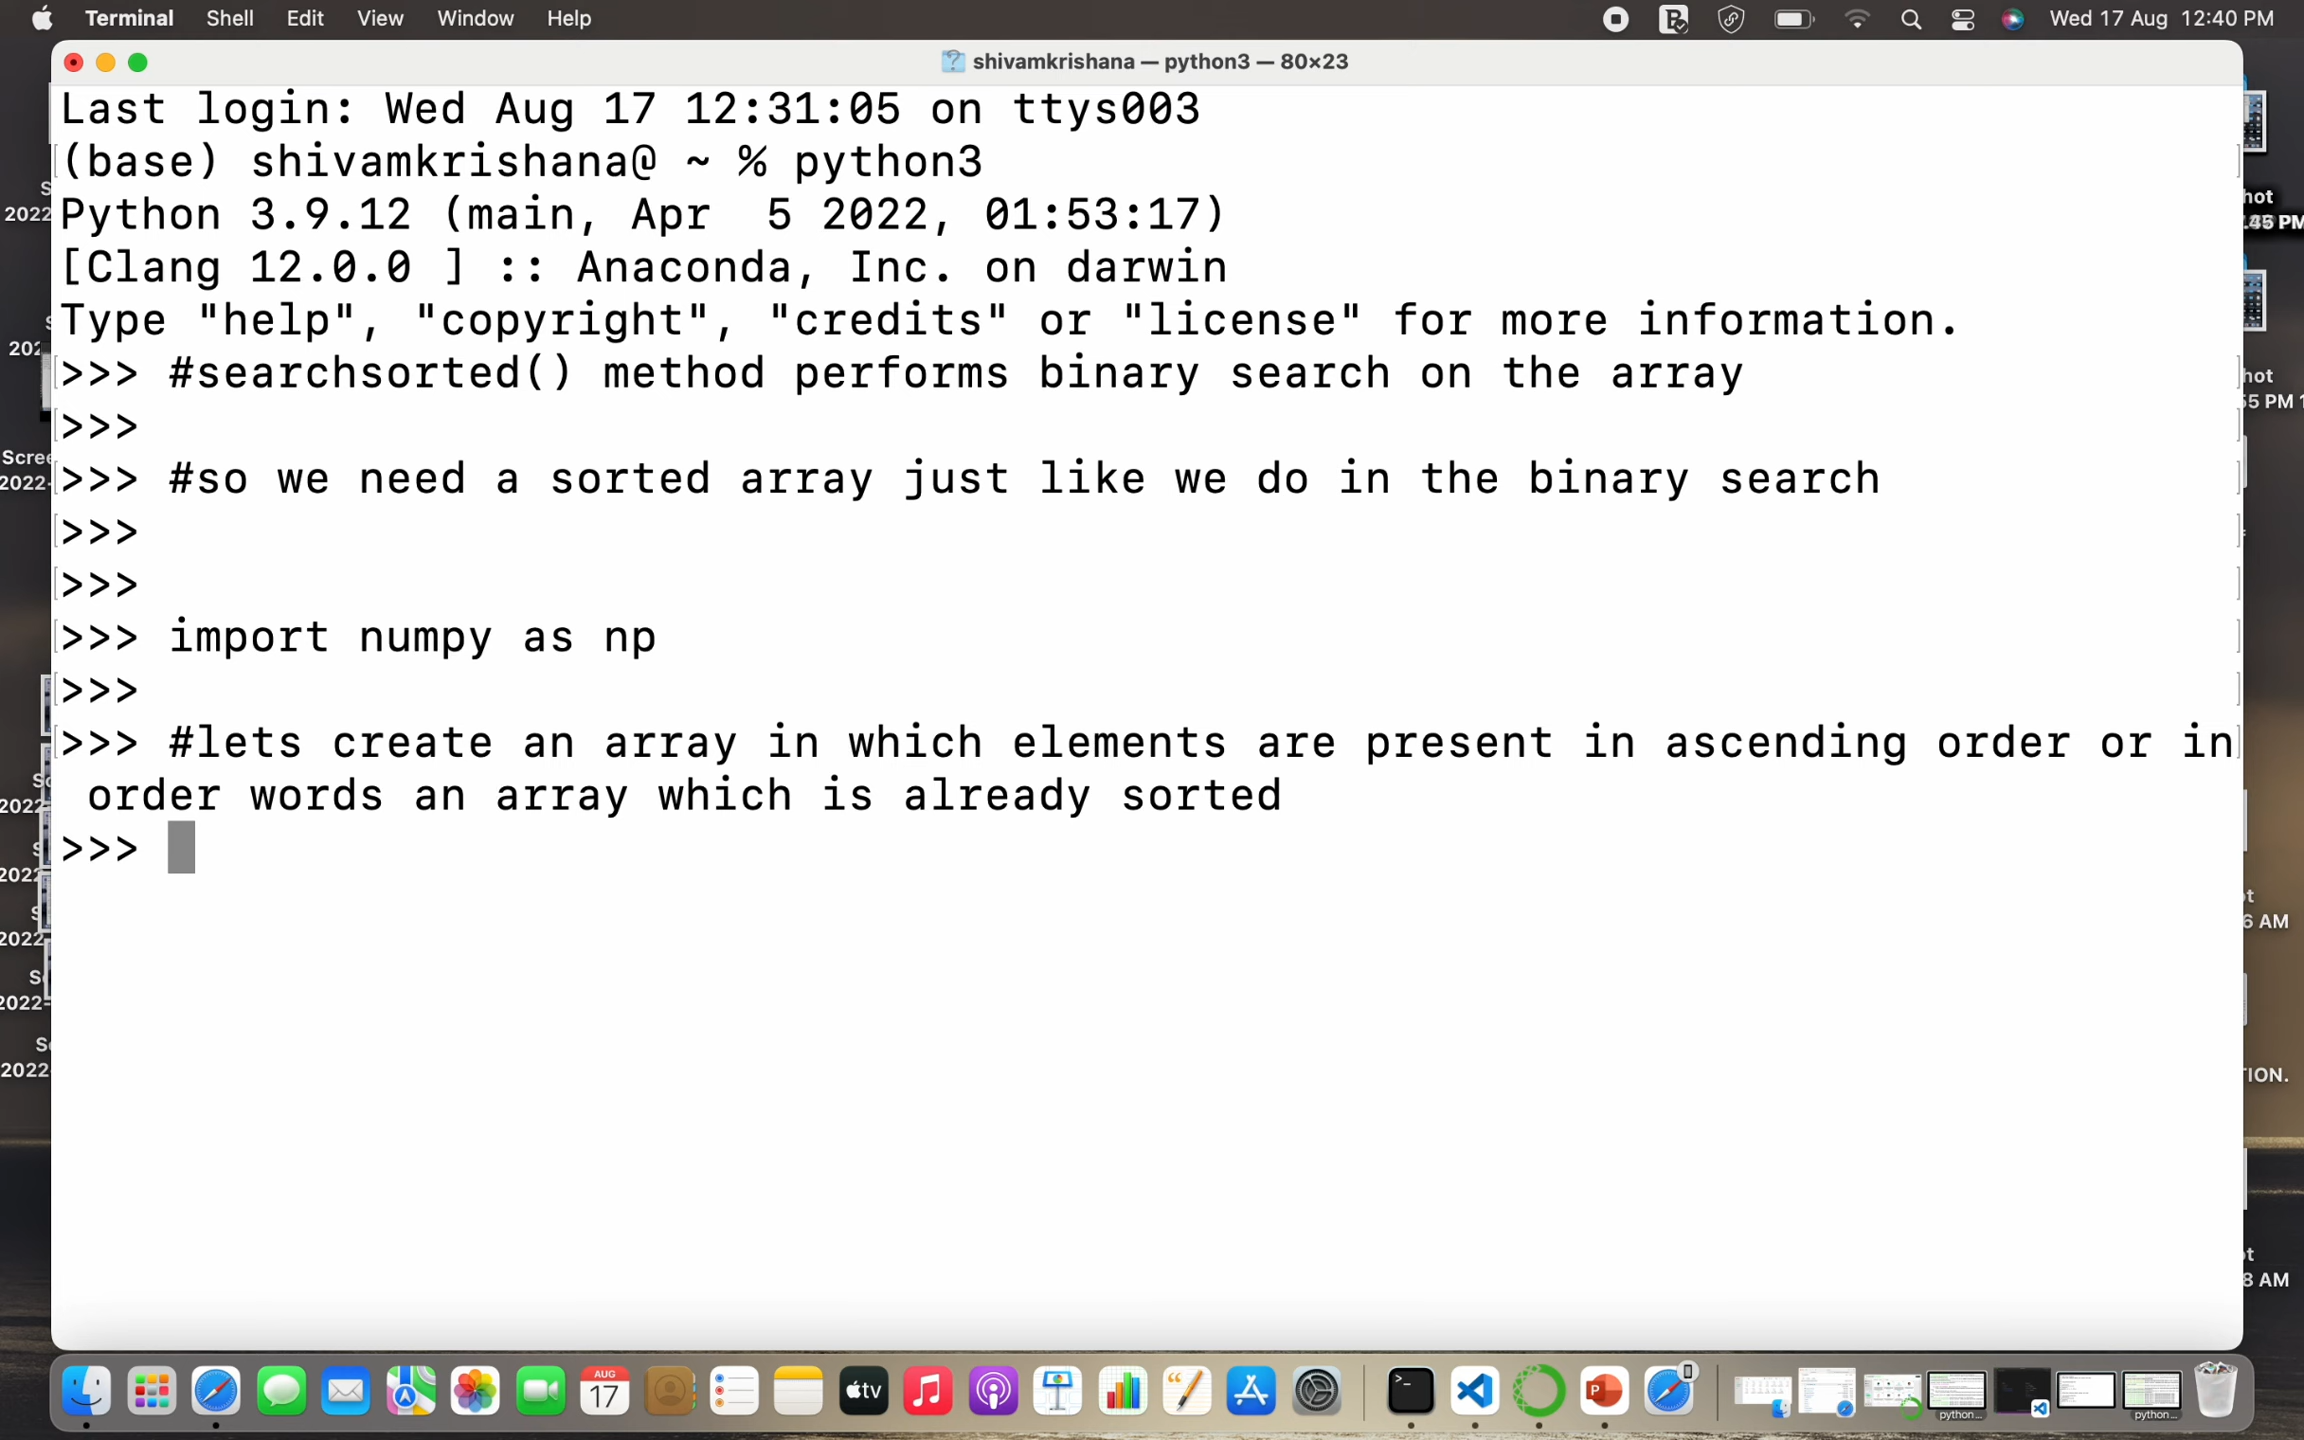 Terminal Shell Edit View Window Help Wed 17 Aug 12:40 PM
shivamkrishana — python3 — 80×23
Last login: Wed Aug 17 12:31:05 on ttys003
(base) shivamkrishana@ ~ % python3
Python 3.9.12 (main, Apr  5 2022, 01:53:17)
[Clang 12.0.0 ] :: Anaconda, Inc. on darwin
Type "help", "copyright", "credits" or "license" for more information.
>>> #searchsorted() method performs binary search on the array
>>>
>>> #so we need a sorted array just like we do in the binary search
>>>
>>>
>>> import numpy as np
>>>
>>> #lets create an array in which elements are present in ascending order or in
 order words an array which is already sorted
>>>
AUG
17
tv
python...
python...